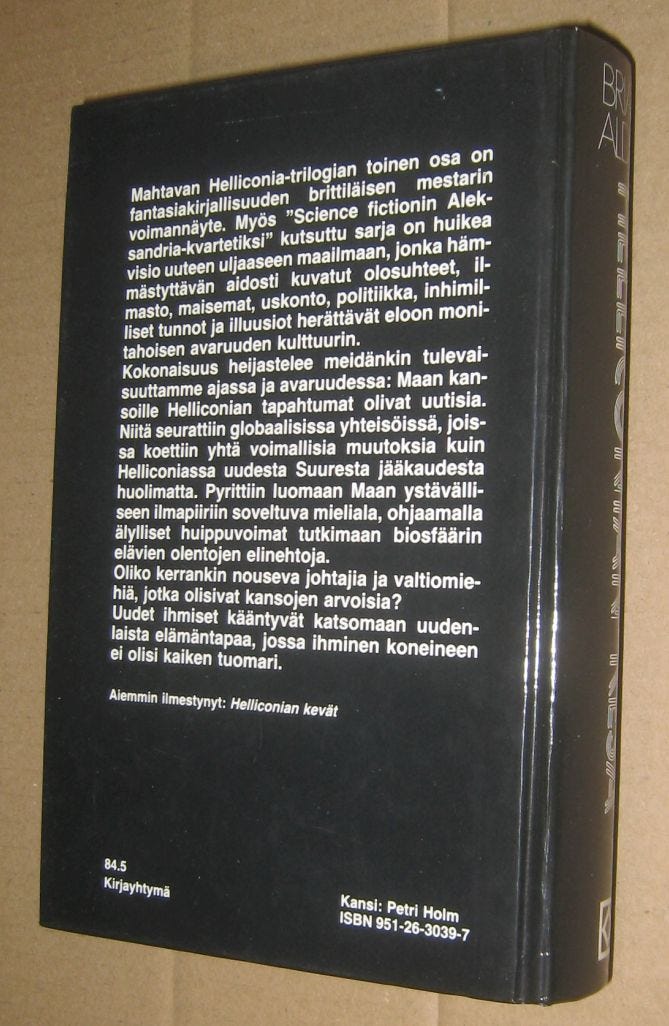 Mahtavan Helliconia-trilogian toinen osa on
fantasiakirjallisuuden brittiläisen mestarin
voimannäyte. Myös "Science fictionin Alek-
sandria-kvartetiksi" kutsuttu sarja on huikea
visio uuteen uljaaseen maailmaan, jonka häm-
mästyttävän aidosti kuvatut olosuhteet, il-
masto, maisemat, uskonto, politiikka, inhimil-
liset tunnot ja illuusiot herättävät eloon moni-
tahoisen avaruuden kulttuurin.
Kokonaisuus heijastelee meidänkin tulevai-
suuttamme ajassa ja avaruudessa: Maan kan-
soille Helliconian tapahtumat olivat uutisia.
Niitä seurattiin globaalisissa yhteisöissä, jois-
sa koettiin yhtä voimallisia muutoksia kuin
Helliconiassa uudesta Suuresta jääkaudesta
huolimatta. Pyrittiin luomaan Maan ystävälli-
seen ilmapiiriin soveltuva mieliala, ohjaamalla
älylliset huippuvoimat tutkimaan biosfäärin
elävien olentojen elinehtoja.
Oliko kerrankin nouseva johtajia ja valtiomie-
hiä, jotka olisivat kansojen arvoisia?
Uudet ihmiset kääntyvät katsomaan uuden-
laista elämäntapaa, jossa ihminen koneineen
ei olisi kaiken tuomari.
Aiemmin ilmestynyt: Helliconian kevät
84.5
Kirjayhtymä
Kansi: Petri Holm
ISBN 951-26-3039-7
BRIA
ALD
K